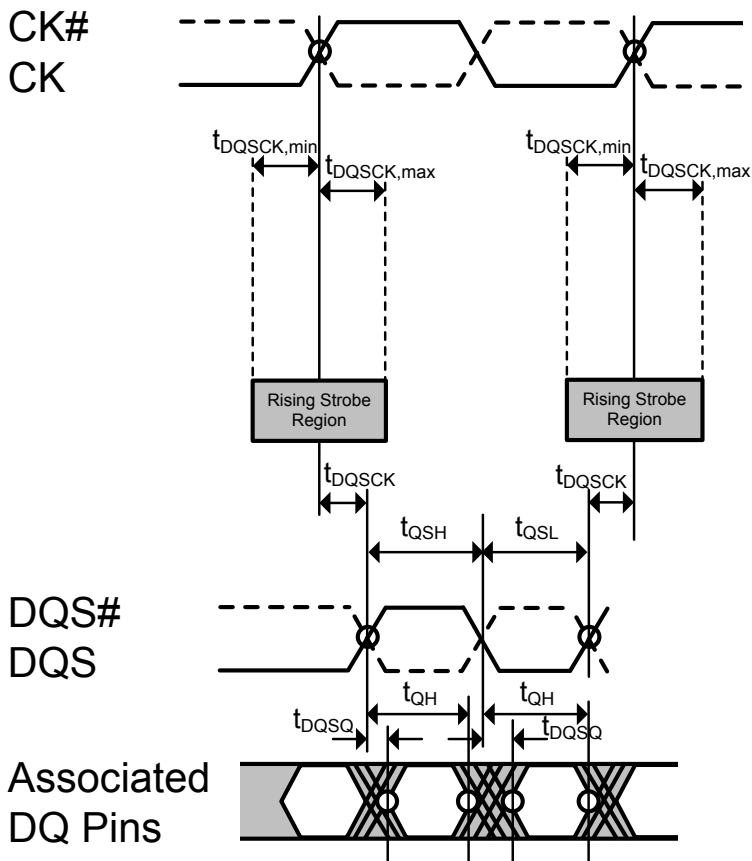 CK#
CK
tDQSCK,min
tDQSCK,max
tDQSCK,min
tDQSCK,max
Rising Strobe
Region
Rising Strobe
Region
tDQSCK
tDQSCK
tQSH
tQSL
DQS#
DQS
tQH
tQH
tDQSQ
tDQSQ
Associated
DQ Pins